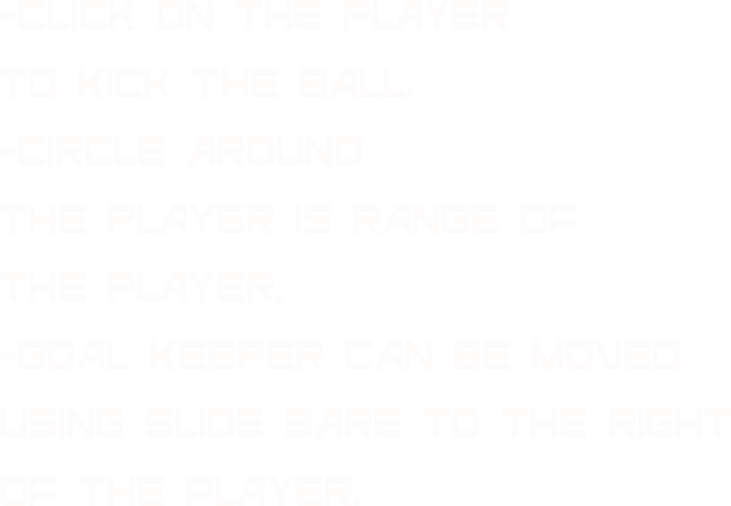 -CLICK ON THE PLAYER
TO KICK THE BALL.
-CIRCLE AROUND
THE PLAYER IS RANGE OF
THE PLAYER.
-GOAL KEEPER CAN BE MOVED
USING SLIDE BARE TO THE RIGHT
OF THE PLAYER.